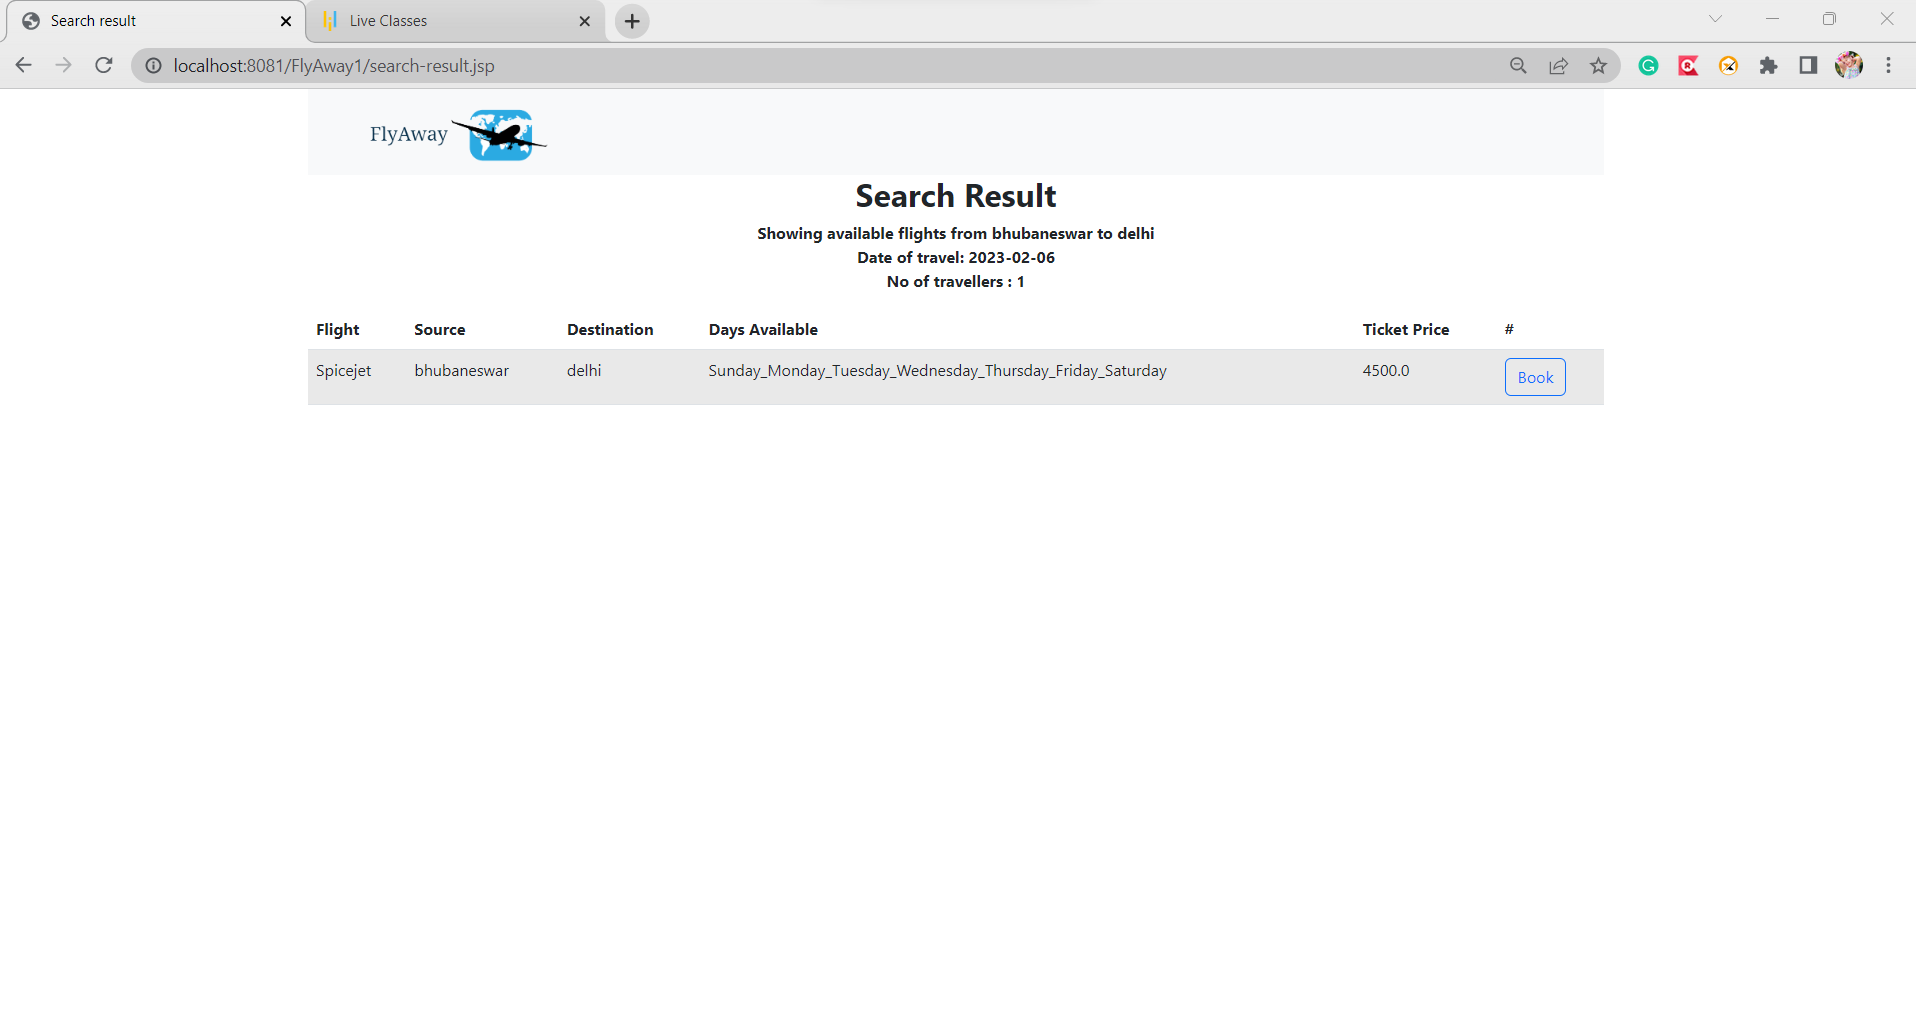 Search result
Live Classes
localhost:8081/FlyAway1/search-result.jsp
FlyAway
Search Result
Showing available flights from bhubaneswar to delhi
Date of travel: 2023-02-06
No of travellers : 1
Flight Source Destination Days Available Ticket Price #
Spicejet bhubaneswar delhi Sunday_Monday_Tuesday_Wednesday_Thursday_Friday_Saturday 4500.0 Book